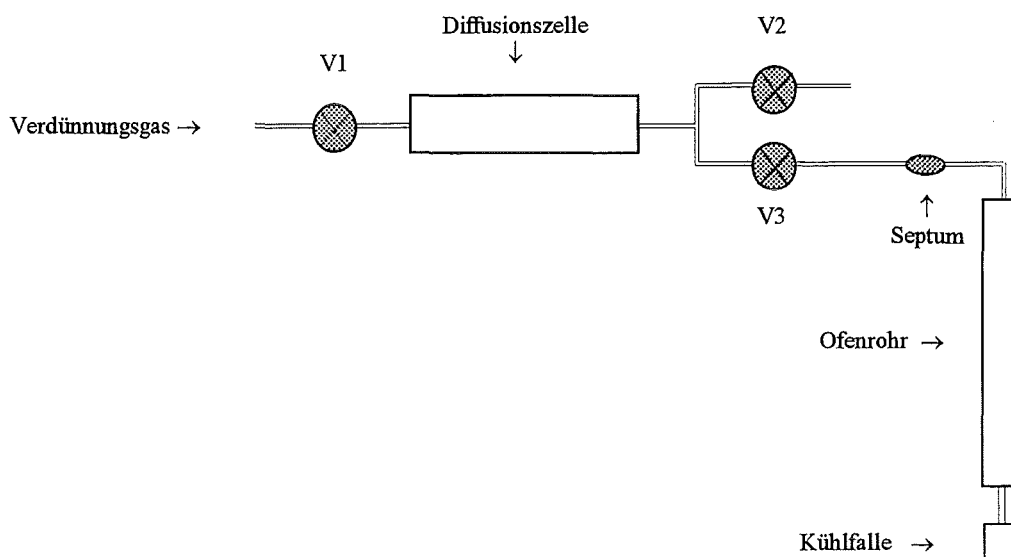 Diffusionszelle
↓
V2
V1
Verdünnungsgas →
V3
↑
Septum
Ofenrohr →
Kühlfalle →